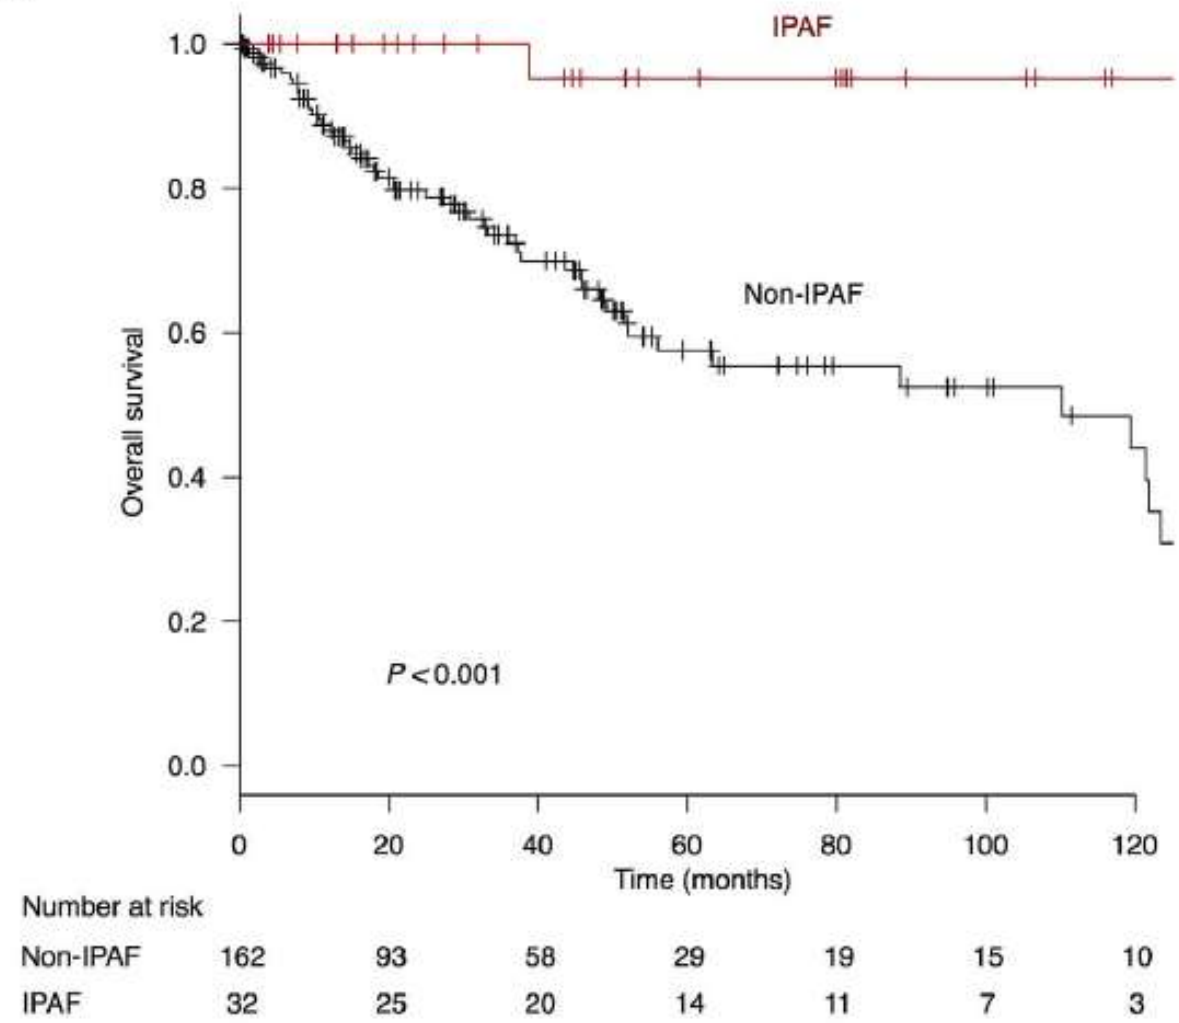 IPAF
1.0
0.8
Non-IPAF
0.6
Overall survival
0.4
0.2
P<0.001
0.0
0 20 40 60 80 100 120
Time (months)
Number at risk
Non-IPAF 162 93 58 29 19 15 10
IPAF 32 25 20 14 11 7 3